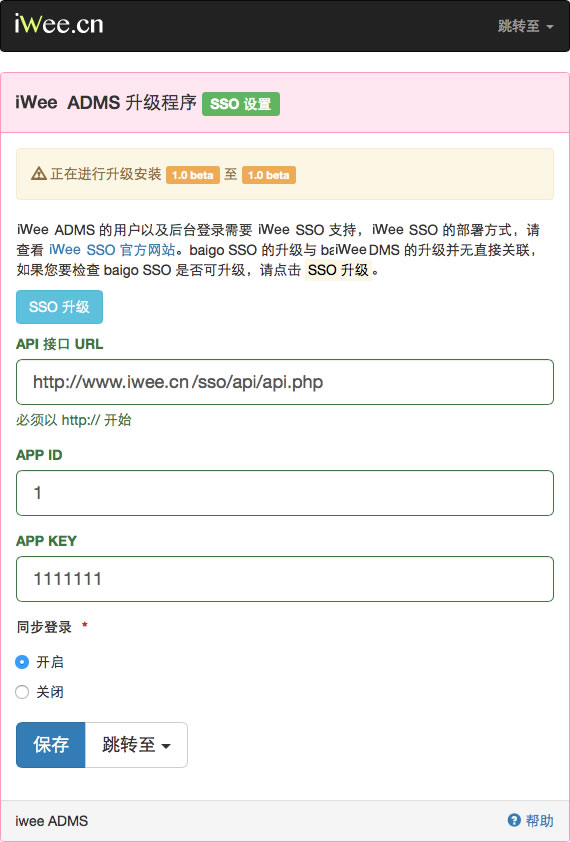 iWee.cn
跳转至
iWee ADMS 升级程序 SSO 设置
正在进行升级安装 1.0 beta 至 1.0 beta
iWee ADMS 的用户以及后台登录需要 iWee SSO 支持，iWee SSO 的部署方式，请
查看 iWee SSO 官方网站。baigo SSO 的升级与 baiWee DMS 的升级并无直接关联，
如果您要检查 baigo SSO 是否可升级，请点击 SSO 升级 。
SSO 升级
API 接口 URL
http://www.iwee.cn/sso/api/api.php
必须以 http:// 开始
APP ID
1
APP KEY
1111111
同步登录 *
开启
关闭
保存 跳转至
iwee ADMS
帮助